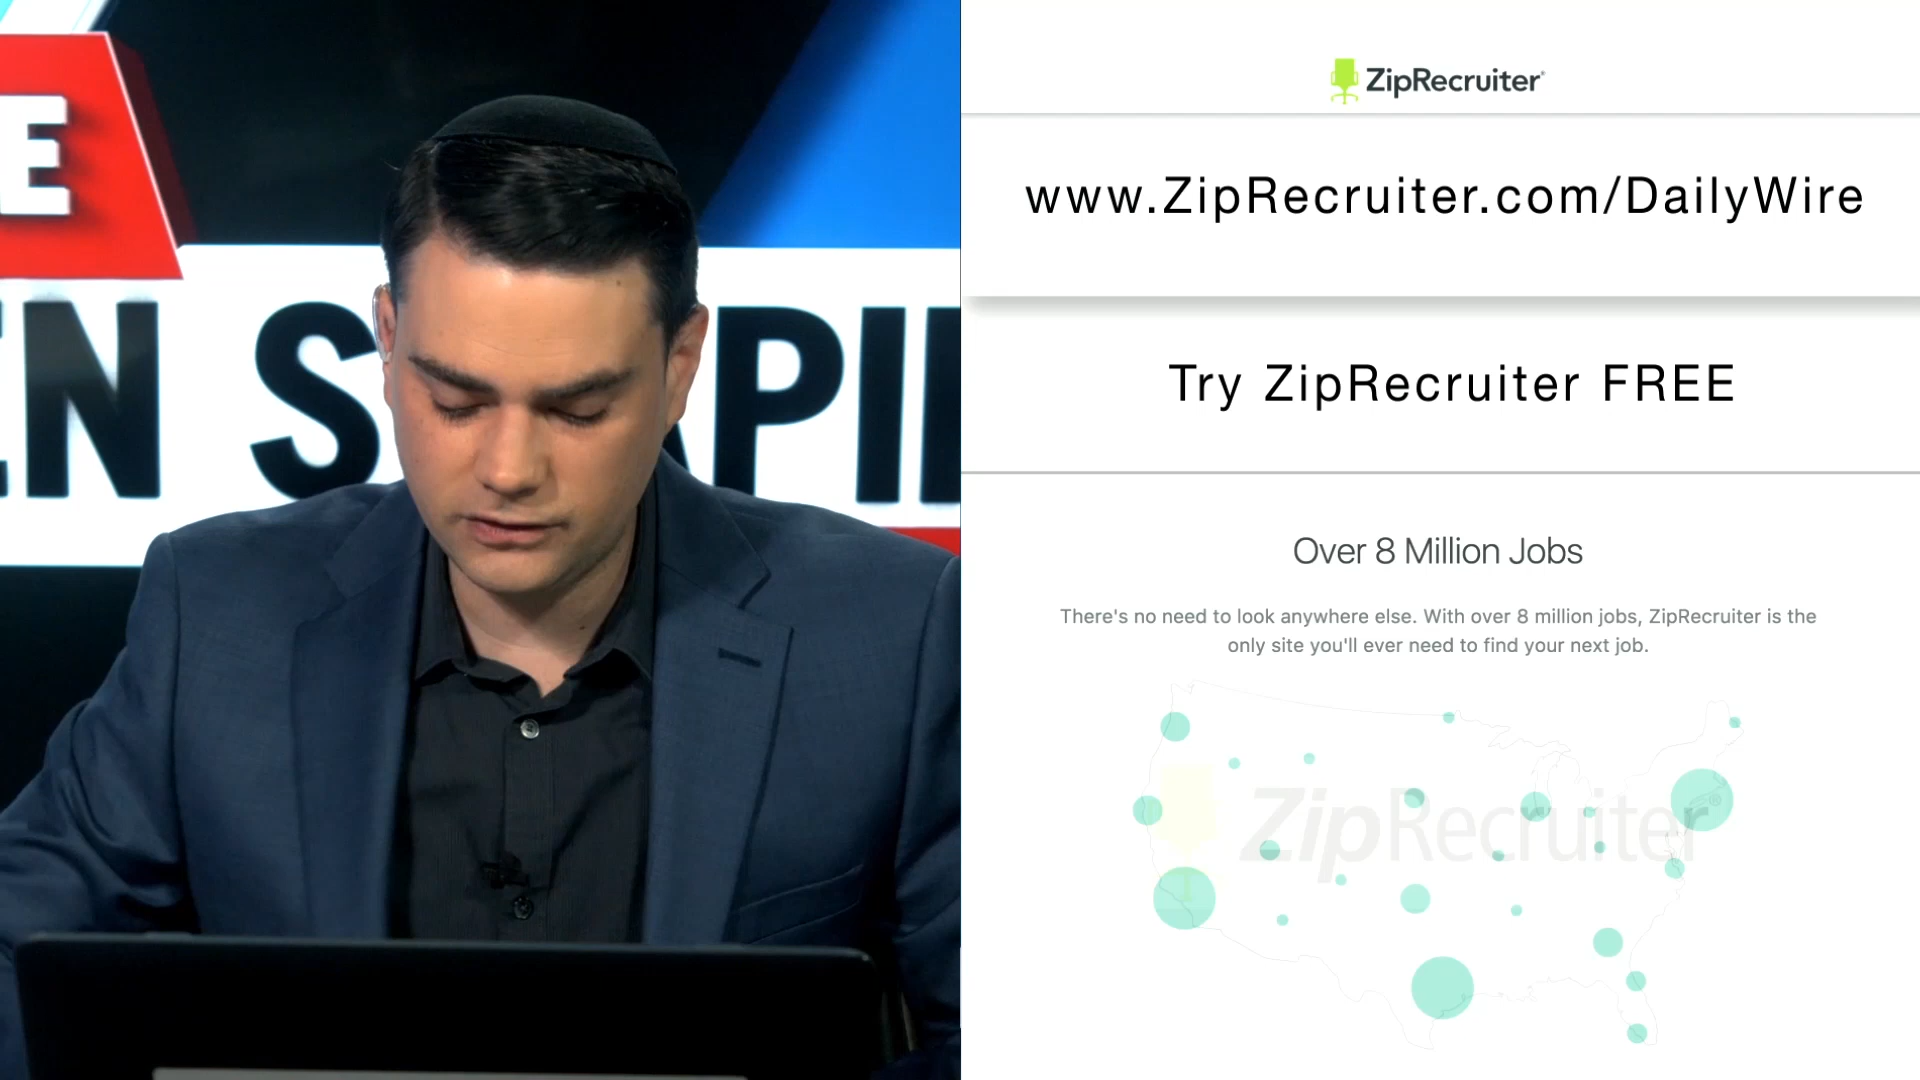 E
EN S API
ZipRecruiter
www.ZipRecruiter.com/DailyWire
Try ZipRecruiter FREE
Over 8 Million Jobs
There's no need to look anywhere else. With over 8 million jobs, ZipRecruiter is the
only site you'll ever need to find your next job.
ZipRecruiter